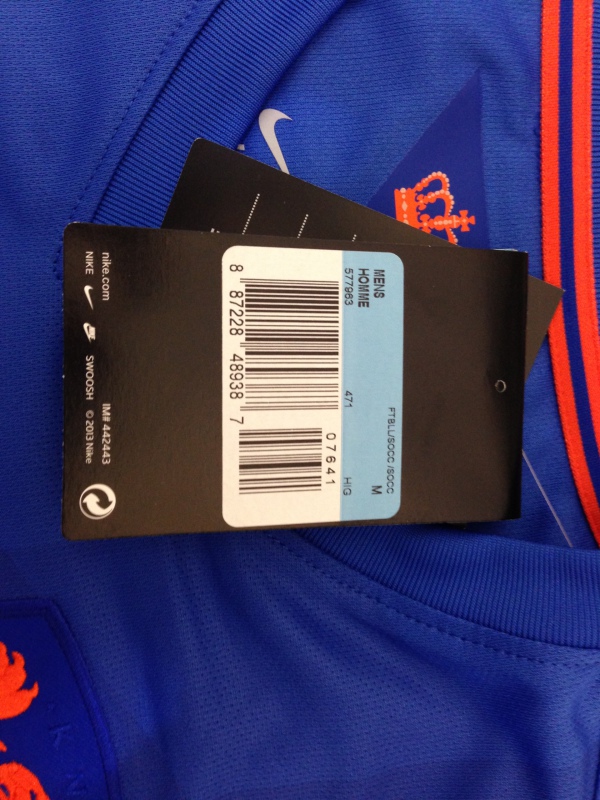 FTBLL/SOCC /SOCC
MENS
HOMME
M
577963 471 HIG
07641
8 87228 48938 7
nike.com
IM# 442443
NIKE SWOOSH © 2013 Nike
K N